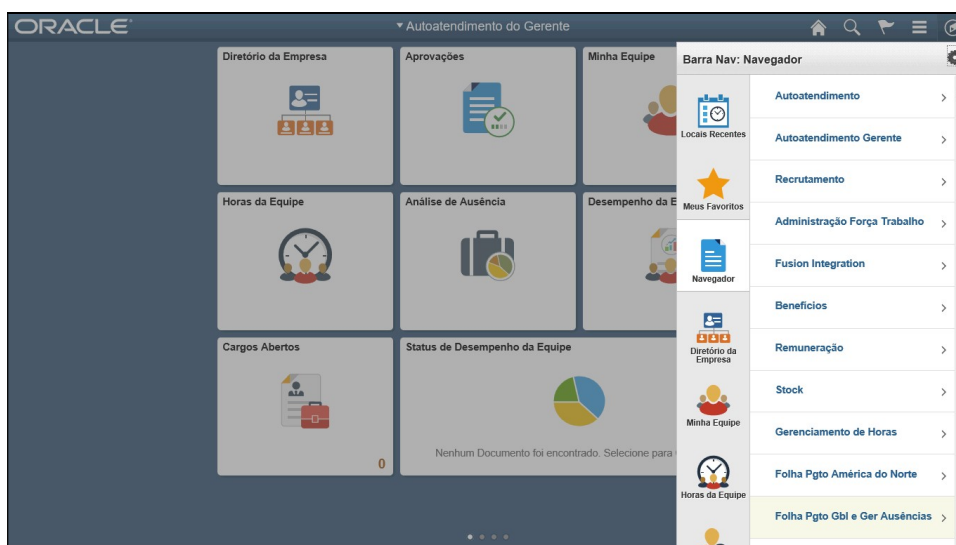 ORACLE
Autoatendimento do Gerente
Diretório da Empresa
Aprovações
Minha Equipe
Horas da Equipe
Análise de Ausência
Desempenho da E
Cargos Abertos
0
Status de Desempenho da Equipe
Nenhum Documento foi encontrado. Selecione para
Barra Nav: Navegador
Locais Recentes
Meus Favoritos
Navegador
Diretório da
Empresa
Minha Equipe
Horas da Equipe
Autoatendimento
Autoatendimento Gerente
Recrutamento
Administração Força Trabalho
Fusion Integration
Benefícios
Remuneração
Stock
Gerenciamento de Horas
Folha Pgto América do Norte
Folha Pgto Gbl e Ger Ausências